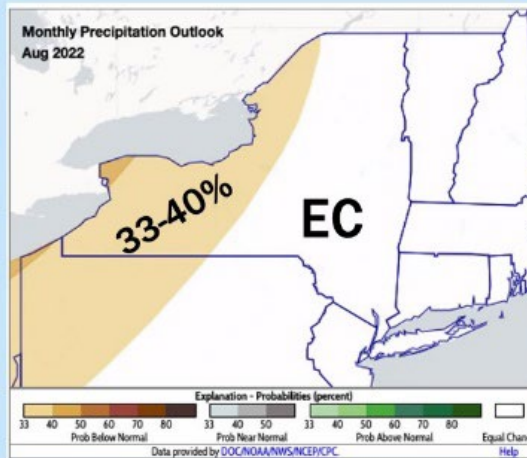 Monthly Precipitation Outlook
Aug 2022
33-40%
EC
Explanation - Probabilities (percent)
33 40 50 60 70 80 33 40 50 33 40 50 60 70 80
Prob Below Normal Prob Near Normal Prob Above Normal Equal Chanc
Data provided by DOC/NOAA/NWS/NCEP/CPC. Help